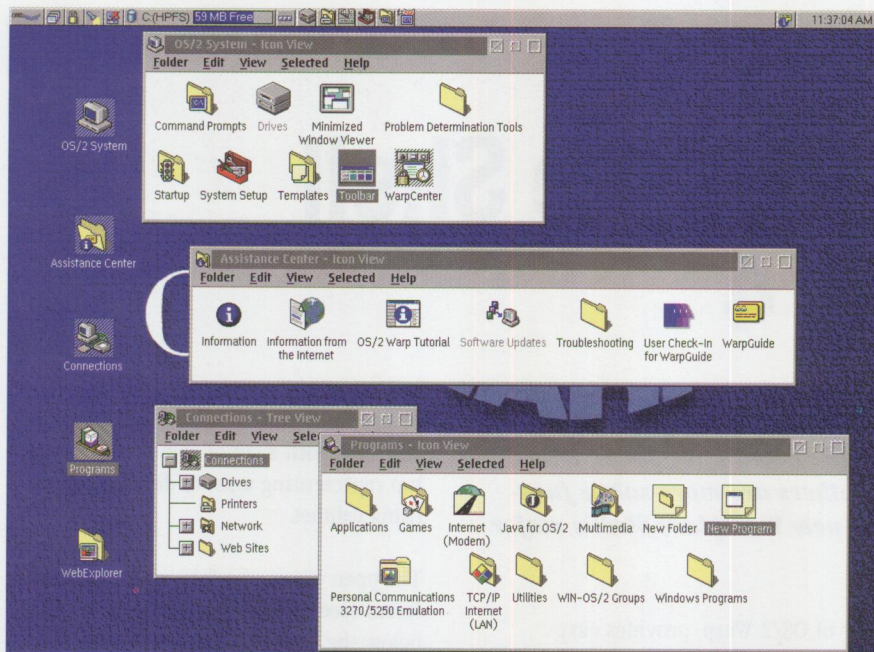 C:(HPFS) 59 MB Free 11:37:04 AM
OS/2 System - Icon View
Folder Edit View Selected Help
Command Prompts Drives Minimized Window Viewer Problem Determination Tools
Startup System Setup Templates Toolbar WarpCenter
OS/2 System
Assistance Center
Connections
Programs
WebExplorer
Assistance Center - Icon View
Folder Edit View Selected Help
Information Information from the Internet OS/2 Warp Tutorial Software Updates Troubleshooting User Check-In for WarpGuide WarpGuide
Connections - Tree View
Folder Edit View
Connections
Drives
Printers
Network
Web Sites
Programs - Icon View
Folder Edit View Selected Help
Applications Games Internet (Modem) Java for OS/2 Multimedia New Folder New Program
Personal Communications 3270/5250 Emulation TCP/IP Internet (LAN) Utilities WIN-OS/2 Groups Windows Programs